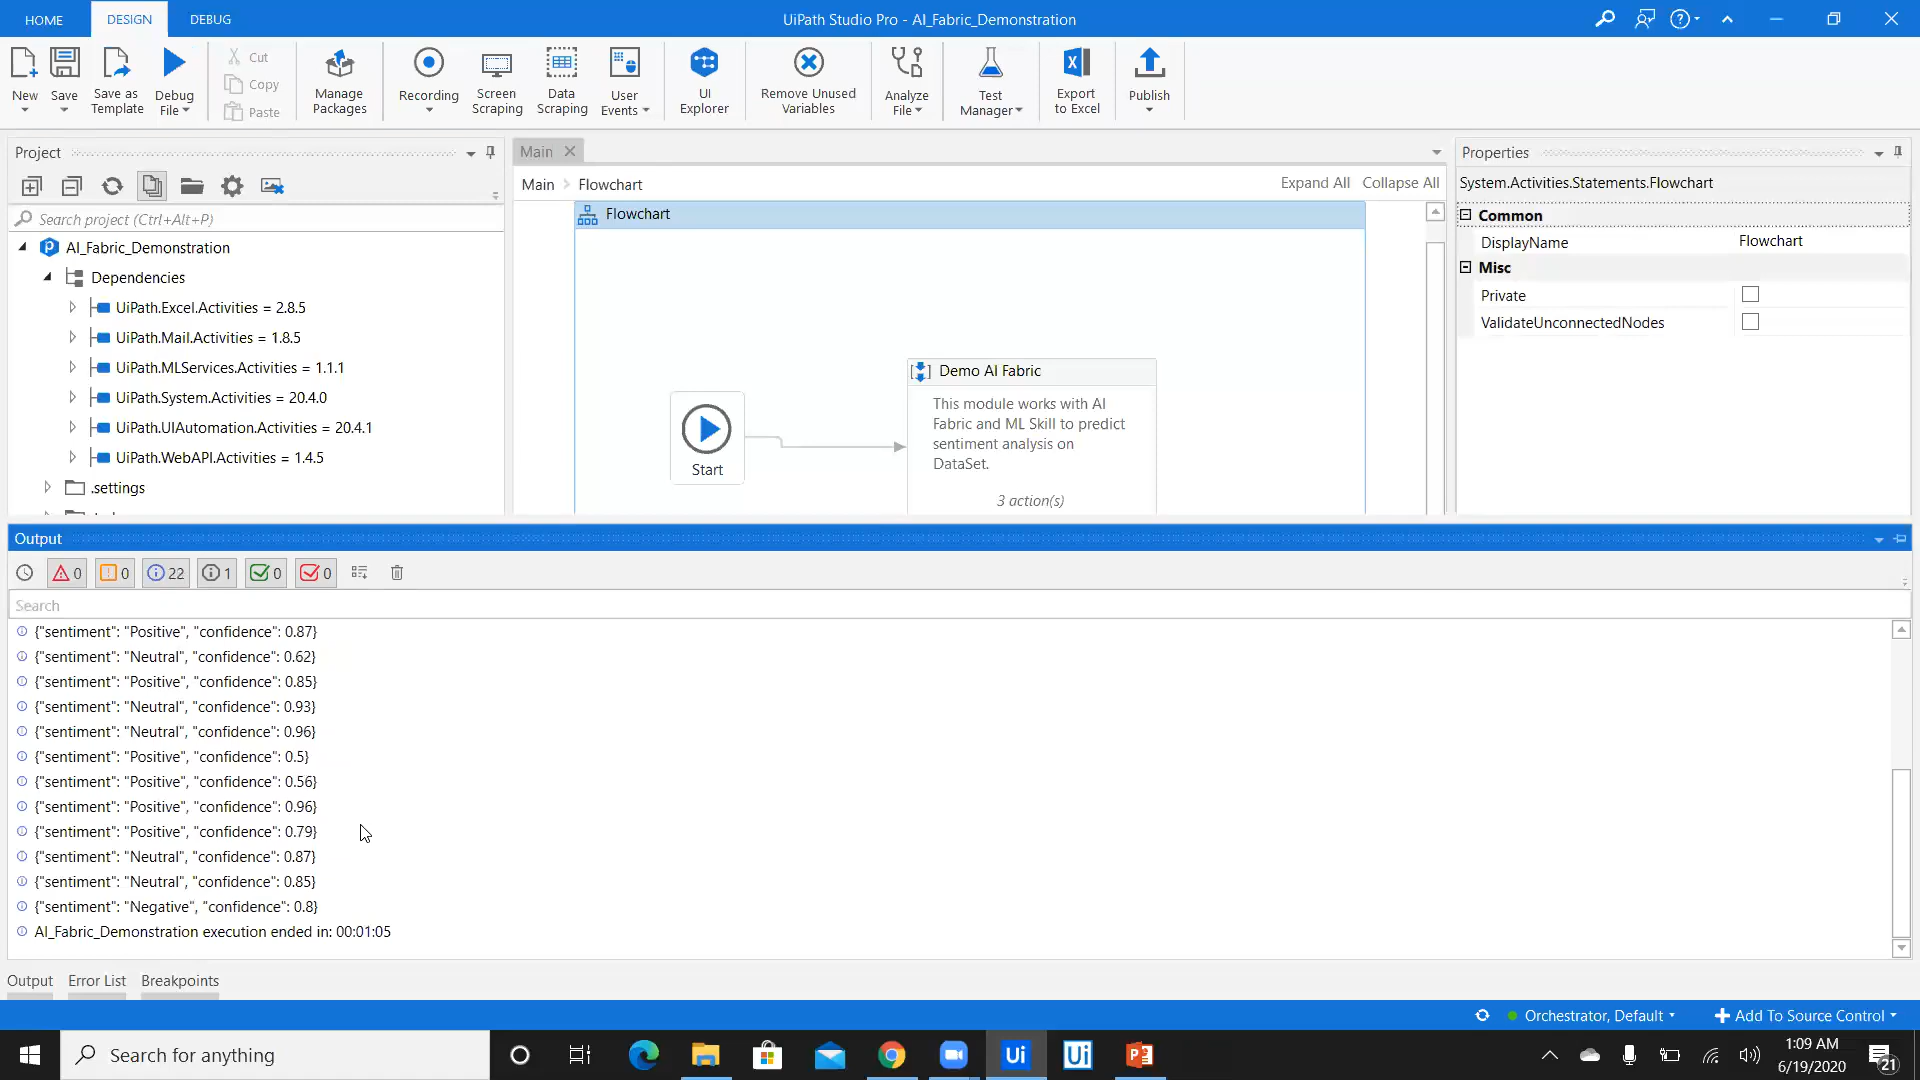 HOME DESIGN DEBUG UiPath Studio Pro - AI_Fabric_Demonstration
New Save Save as Template Debug File Cut Copy Paste Manage Packages Recording Screen Scraping Data Scraping User Events UI Explorer Remove Unused Variables Analyze File Test Manager Export to Excel Publish
Project
Search project (Ctrl+Alt+P)
AI_Fabric_Demonstration
Dependencies
UiPath.Excel.Activities = 2.8.5
UiPath.Mail.Activities = 1.8.5
UiPath.MLServices.Activities = 1.1.1
UiPath.System.Activities = 20.4.0
UiPath.UIAutomation.Activities = 20.4.1
UiPath.WebAPI.Activities = 1.4.5
.settings
Main
Main Flowchart Expand All Collapse All
Flowchart
Start
Demo AI Fabric
This module works with AI
Fabric and ML Skill to predict
sentiment analysis on
DataSet.
3 action(s)
Properties
System.Activities.Statements.Flowchart
Common
DisplayName Flowchart
Misc
Private
ValidateUnconnectedNodes
Output
0 0 22 1 0 0
Search
{"sentiment": "Positive", "confidence": 0.87}
{"sentiment": "Neutral", "confidence": 0.62}
{"sentiment": "Positive", "confidence": 0.85}
{"sentiment": "Neutral", "confidence": 0.93}
{"sentiment": "Neutral", "confidence": 0.96}
{"sentiment": "Positive", "confidence": 0.5}
{"sentiment": "Positive", "confidence": 0.56}
{"sentiment": "Positive", "confidence": 0.96}
{"sentiment": "Positive", "confidence": 0.79}
{"sentiment": "Neutral", "confidence": 0.87}
{"sentiment": "Neutral", "confidence": 0.85}
{"sentiment": "Negative", "confidence": 0.8}
AI_Fabric_Demonstration execution ended in: 00:01:05
Output Error List Breakpoints
Orchestrator, Default Add To Source Control
Search for anything
Ui Ui
1:09 AM
6/19/2020
21